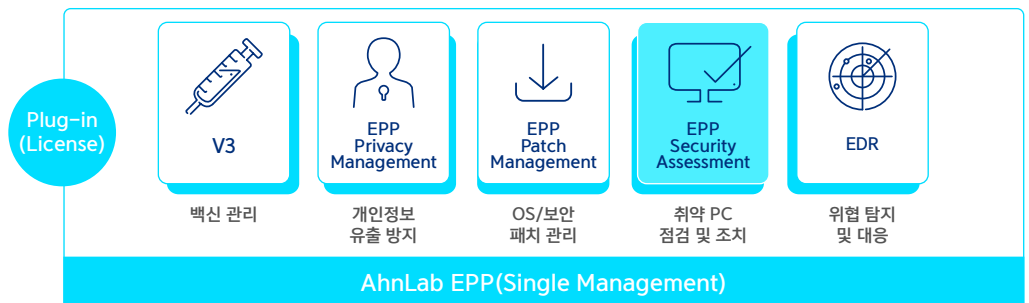 Plug-in
(License)
V3
백신 관리
EPP
Privacy
Management
개인정보
유출 방지
EPP
Patch
Management
OS/보안
패치 관리
EPP
Security
Assessment
취약 PC
점검 및 조치
EDR
위협 탐지
및 대응
AhnLab EPP(Single Management)